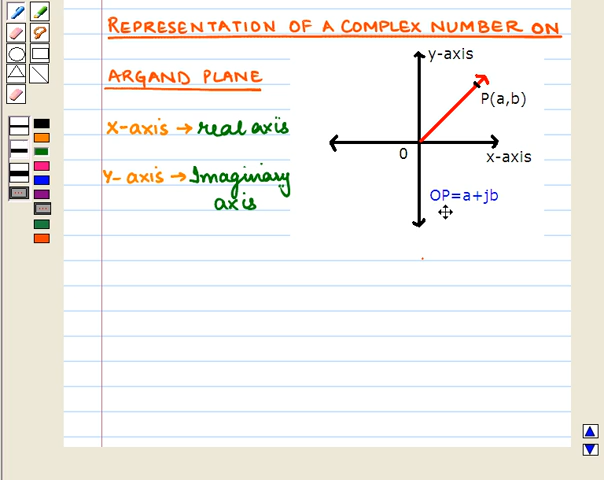 REPRESENTATION OF A COMPLEX NUMBER ON
ARGAND PLANE
X-axis → real axis
Y-axis → Imaginary
axis
y-axis
P(a,b)
0
x-axis
OP=a+jb